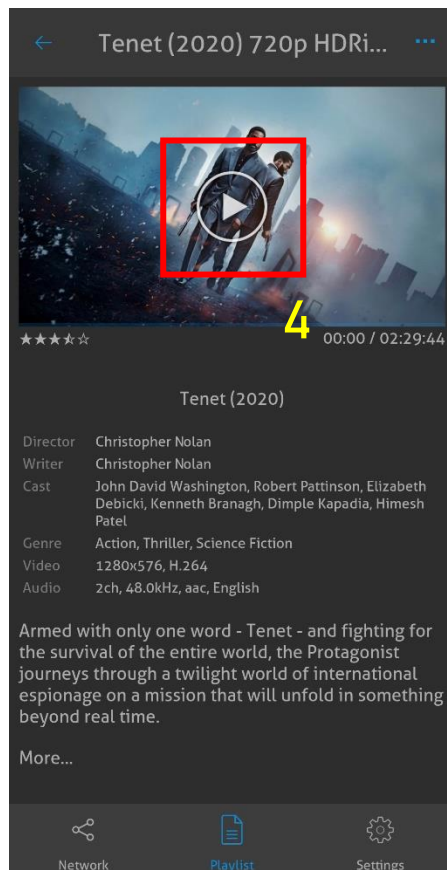 Tenet (2020) 720p HDRi...
4
00:00 / 02:29:44
Tenet (2020)
Director Christopher Nolan
Writer Christopher Nolan
Cast John David Washington, Robert Pattinson, Elizabeth
Debicki, Kenneth Branagh, Dimple Kapadia, Himesh
Patel
Genre Action, Thriller, Science Fiction
Video 1280x576, H.264
Audio 2ch, 48.0kHz, aac, English
Armed with only one word - Tenet - and fighting for
the survival of the entire world, the Protagonist
journeys through a twilight world of international
espionage on a mission that will unfold in something
beyond real time.
More...
Network Playlist Settings